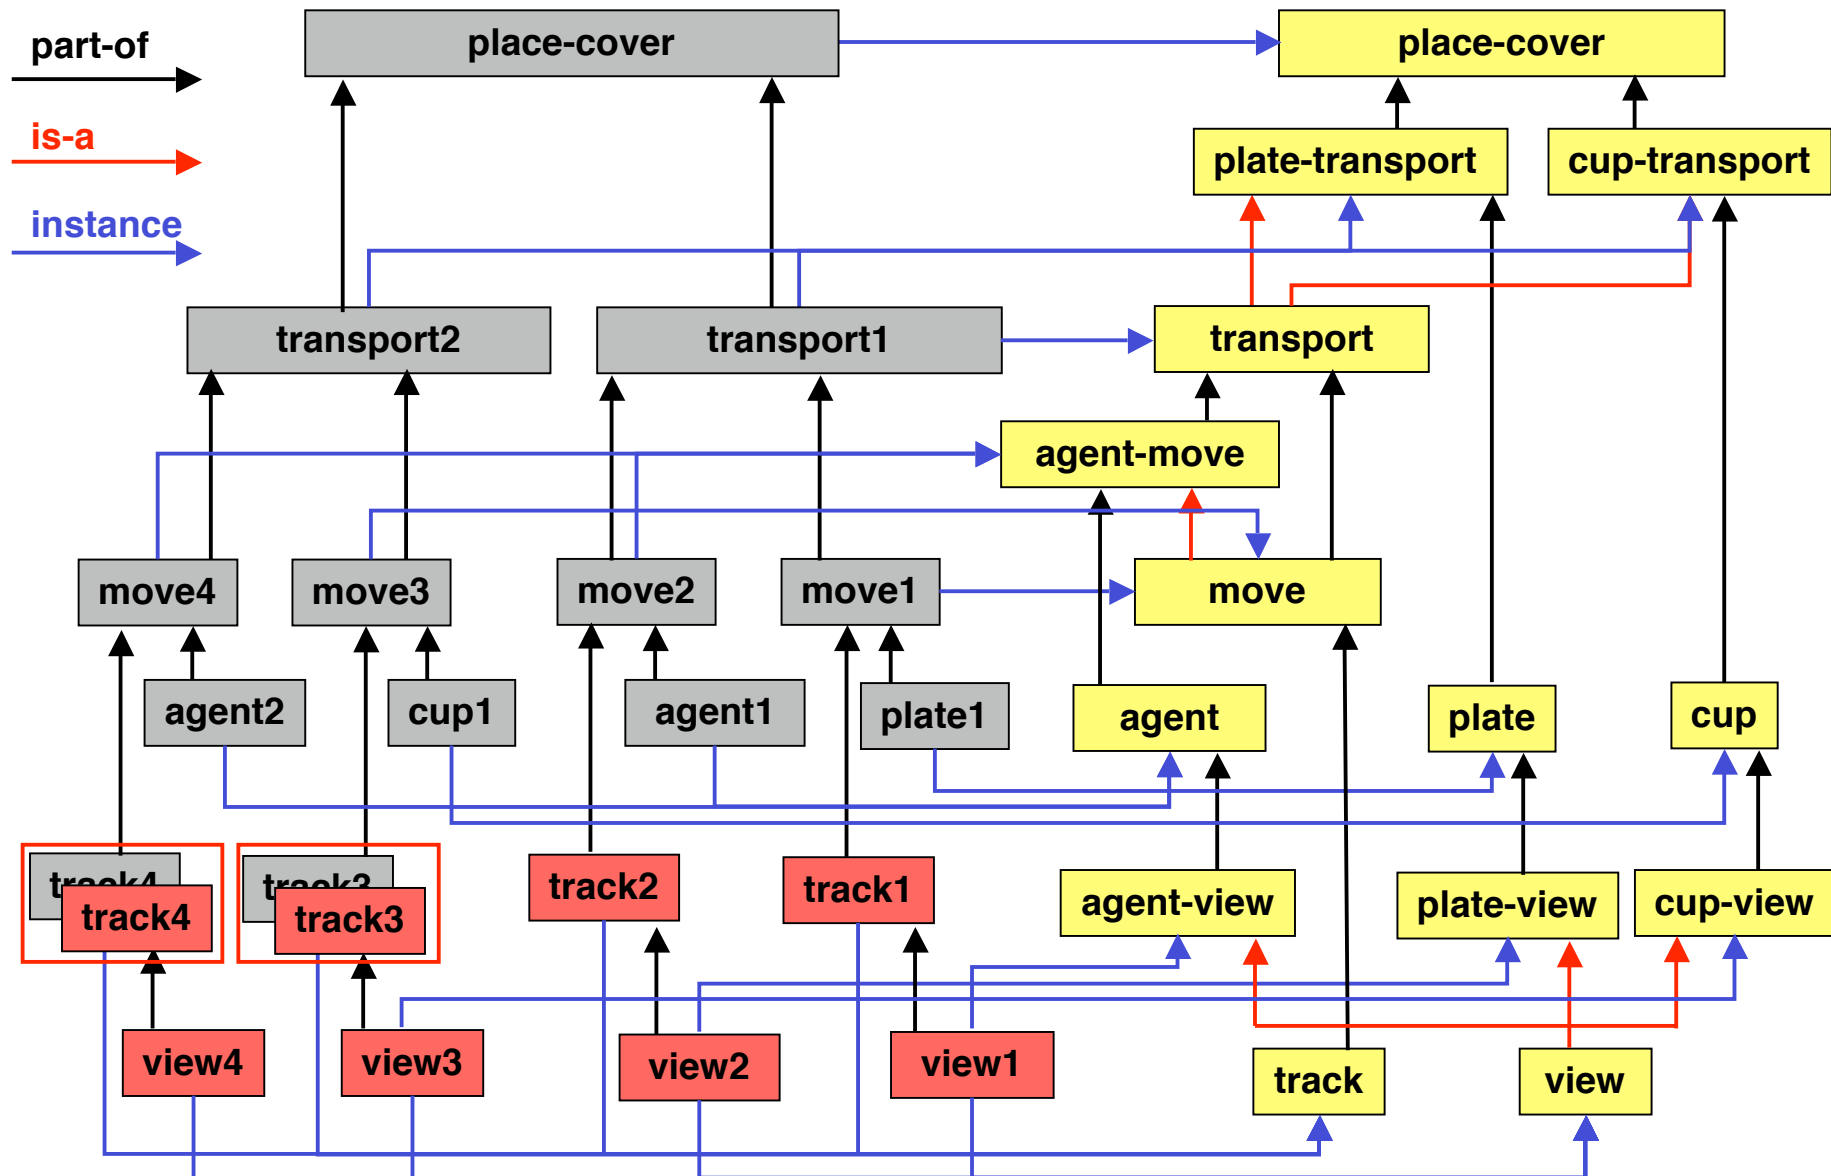 part-of
place-cover
place-cover
is-a
plate-transport
cup-transport
instance
transport2
transport1
transport
agent-move
move4
move3
move2
move1
move
agent2
cup1
agent1
plate1
agent
plate
cup
track4
track3
track4
track3
track2
track1
agent-view
plate-view
cup-view
view4
view3
view2
view1
track
view